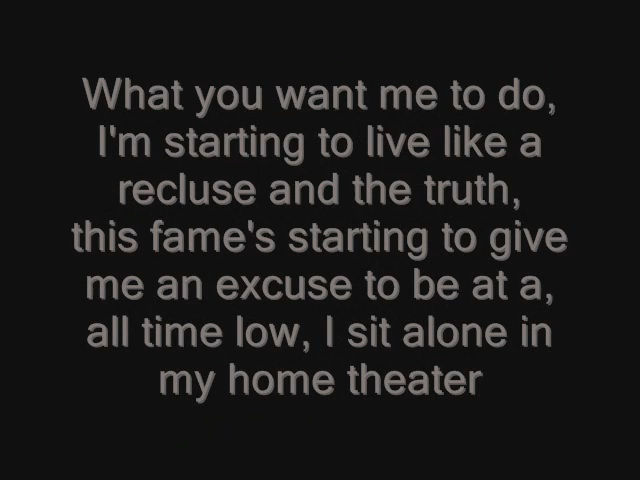 What you want me to do,
I'm starting to live like a
recluse and the truth,
this fame's starting to give
me an excuse to be at a,
all time low, I sit alone in
my home theater